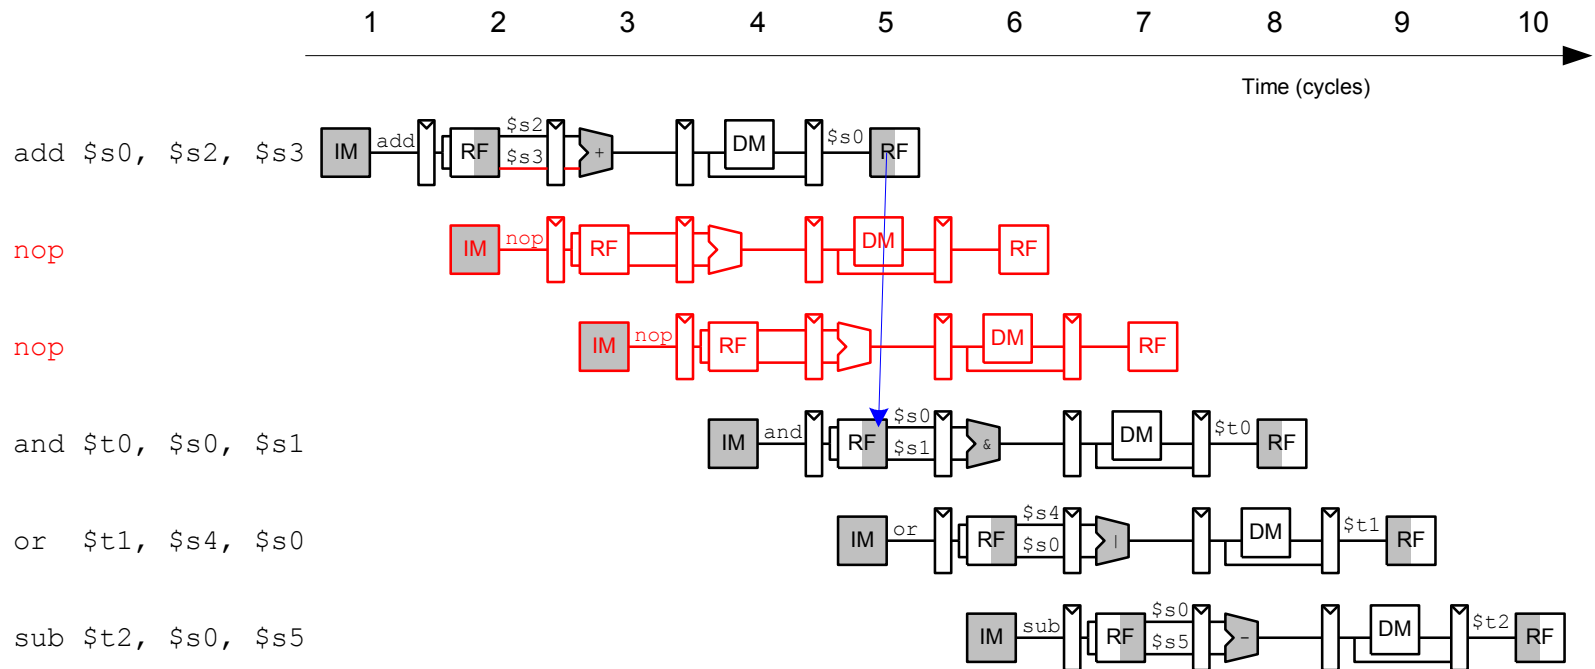 1 2 3 4 5 6 7 8 9 10
Time (cycles)
add $s0, $s2, $s3 IM add RF $s2 $s3 + DM $s0 RF
nop IM nop RF DM RF
nop IM nop RF DM RF
and $t0, $s0, $s1 IM and RF $s0 $s1 & DM $t0 RF
or $t1, $s4, $s0 IM or RF $s4 $s0 | DM $t1 RF
sub $t2, $s0, $s5 IM sub RF $s0 $s5 - DM $t2 RF